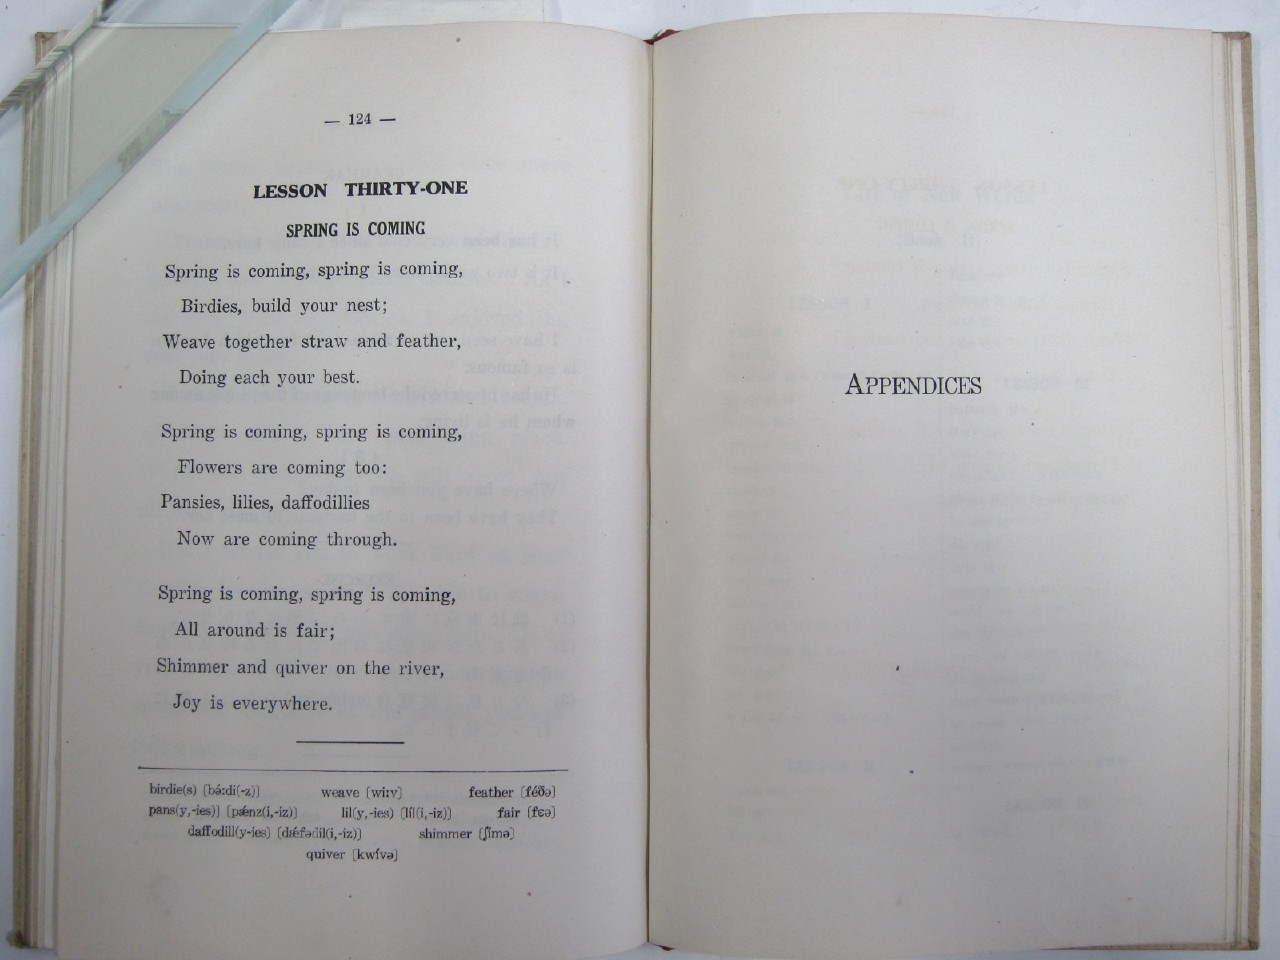 — 124 —
LESSON THIRTY-ONE
SPRING IS COMING
Spring is coming, spring is coming,
Birdies, build your nest;
Weave together straw and feather,
Doing each your best.
Spring is coming, spring is coming,
Flowers are coming too:
Pansies, lilies, daffodillies
Now are coming through.
Spring is coming, spring is coming,
All around is fair;
Shimmer and quiver on the river,
Joy is everywhere.
birdie(s) [bə́:di(-z)] weave [wi:v] feather [féðə]
pans(y,-ies)] [pǽnz(i,-iz)] lil(y,-ies) [líl(i,-iz)] fair [fɛə]
daffodill(y-ies) [dǽfədil(i,-iz)] shimmer [ʃímə]
quiver [kwívə]
APPENDICES